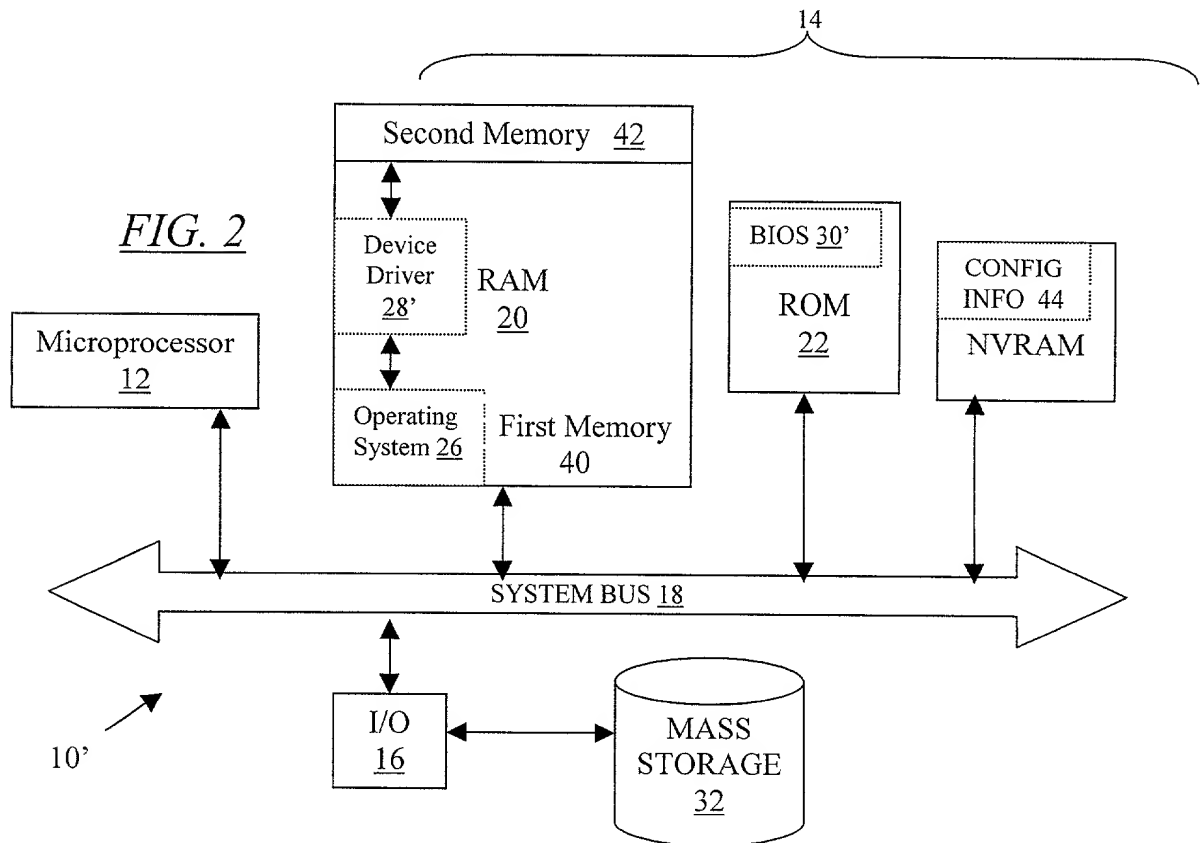 14
Second Memory 42
FIG. 2
Device
Driver
28’
RAM
20
BIOS 30’
ROM
22
CONFIG
INFO 44
NVRAM
Microprocessor
12
Operating
System 26
First Memory
40
SYSTEM BUS 18
10’
I/O
16
MASS
STORAGE
32